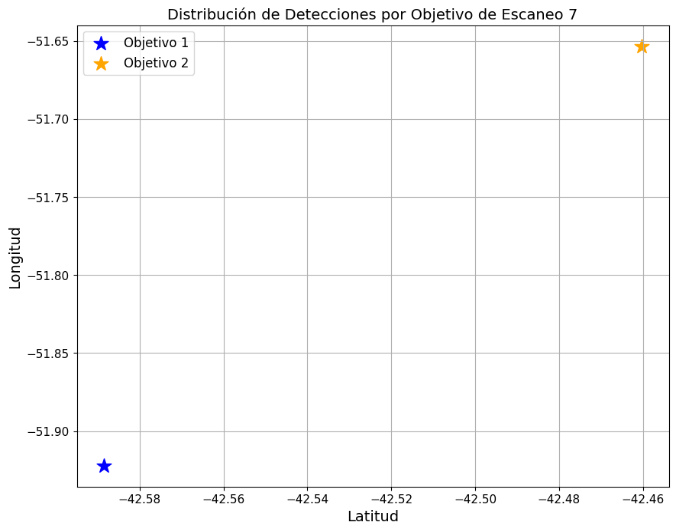 Distribución de Detecciones por Objetivo de Escaneo 7
Objetivo 1
Objetivo 2
−51.65
−51.70
−51.75
−51.80
−51.85
−51.90
Longitud
−42.58
−42.56
−42.54
−42.52
−42.50
−42.48
−42.46
Latitud